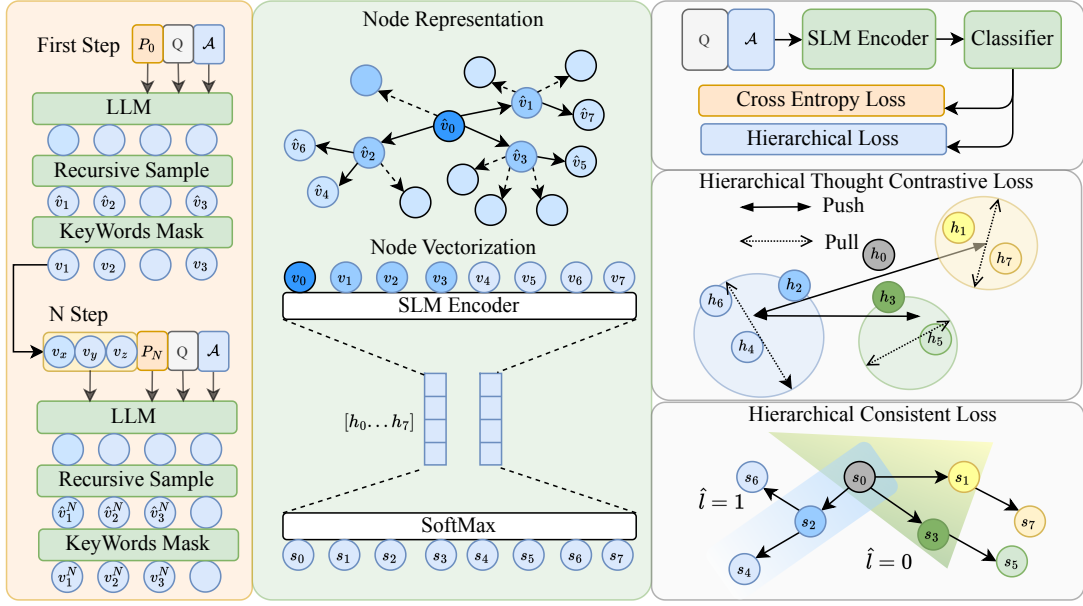 First Step
P₀ Q 𝒜
LLM
Recursive Sample
v̂₁ v̂₂ v̂₃
KeyWords Mask
v₁ v₂ v₃
N Step
vₓ v_y v_z P_N Q 𝒜
LLM
Recursive Sample
v̂₁ᴺ v̂₂ᴺ v̂₃ᴺ
KeyWords Mask
v₁ᴺ v₂ᴺ v₃ᴺ
Node Representation
v̂₁
v̂₇
v̂₀
v̂₆
v̂₂
v̂₃
v̂₅
v̂₄
Node Vectorization
v₀ v₁ v₂ v₃ v₄ v₅ v₆ v₇
SLM Encoder
[h₀…h₇]
SoftMax
s₀ s₁ s₂ s₃ s₄ s₅ s₆ s₇
Q 𝒜 SLM Encoder Classifier
Cross Entropy Loss
Hierarchical Loss
Hierarchical Thought Contrastive Loss
Push
Pull
h₁
h₀
h₇
h₂
h₆
h₃
h₄
h₅
Hierarchical Consistent Loss
s₆ s₀ s₁
l̂ = 1
s₂ s₇
s₃
l̂ = 0
s₄ s₅